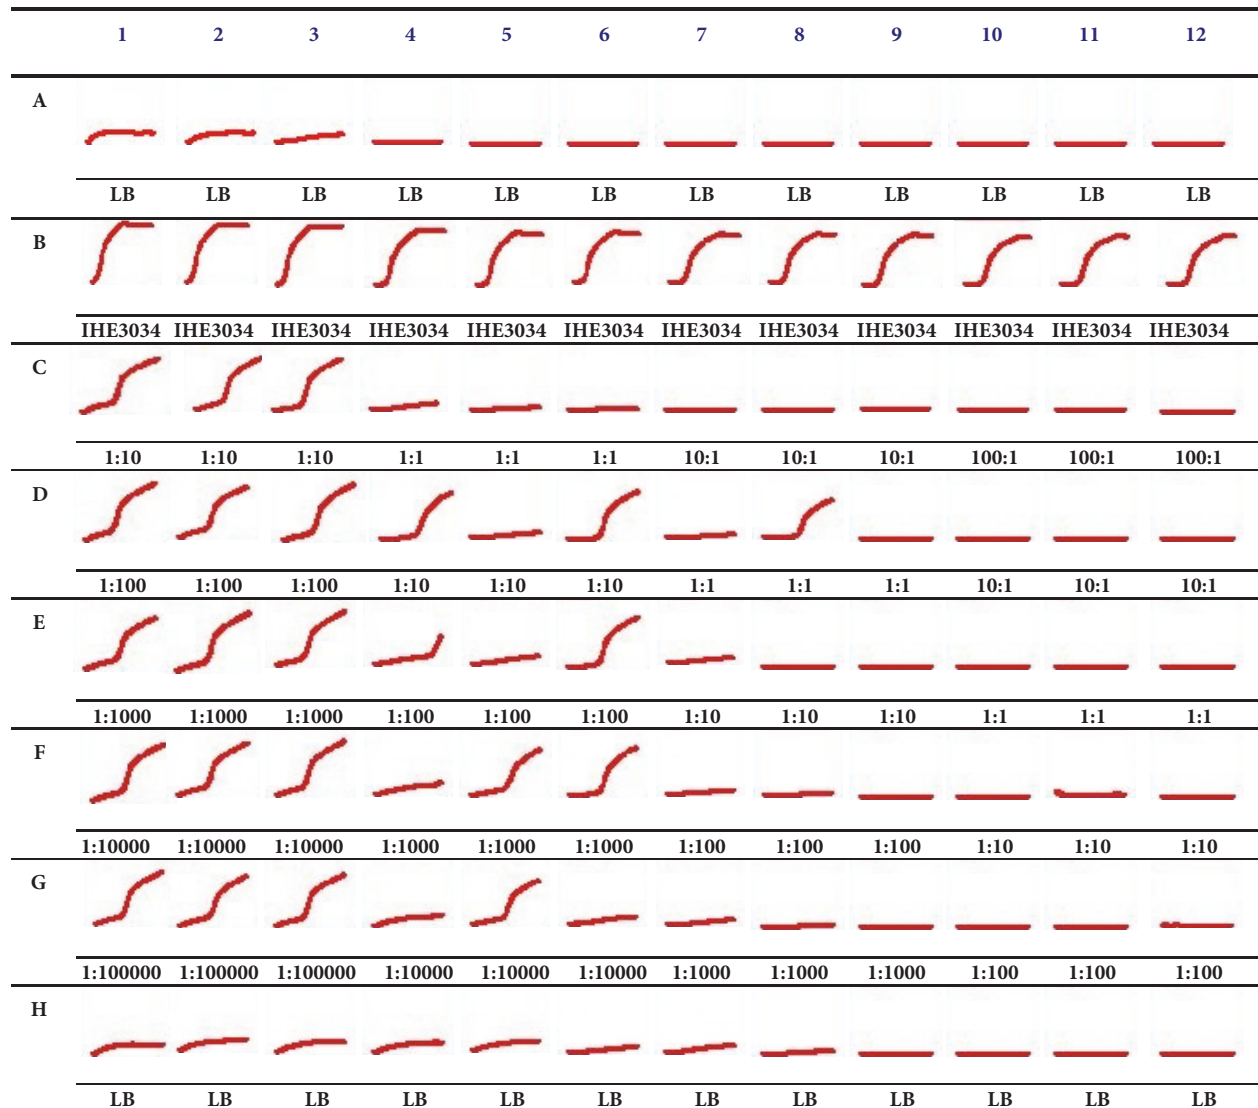 1 2 3 4 5 6 7 8 9 10 11 12
A
LB LB LB LB LB LB LB LB LB LB LB LB
B
IHE3034 IHE3034 IHE3034 IHE3034 IHE3034 IHE3034 IHE3034 IHE3034 IHE3034 IHE3034 IHE3034 IHE3034
C
1:10 1:10 1:10 1:1 1:1 1:1 10:1 10:1 10:1 100:1 100:1 100:1
D
1:100 1:100 1:100 1:10 1:10 1:10 1:1 1:1 1:1 10:1 10:1 10:1
E
1:1000 1:1000 1:1000 1:100 1:100 1:100 1:10 1:10 1:10 1:1 1:1 1:1
F
1:10000 1:10000 1:10000 1:1000 1:1000 1:1000 1:100 1:100 1:100 1:10 1:10 1:10
G
1:100000 1:100000 1:100000 1:10000 1:10000 1:10000 1:1000 1:1000 1:1000 1:100 1:100 1:100
H
LB LB LB LB LB LB LB LB LB LB LB LB